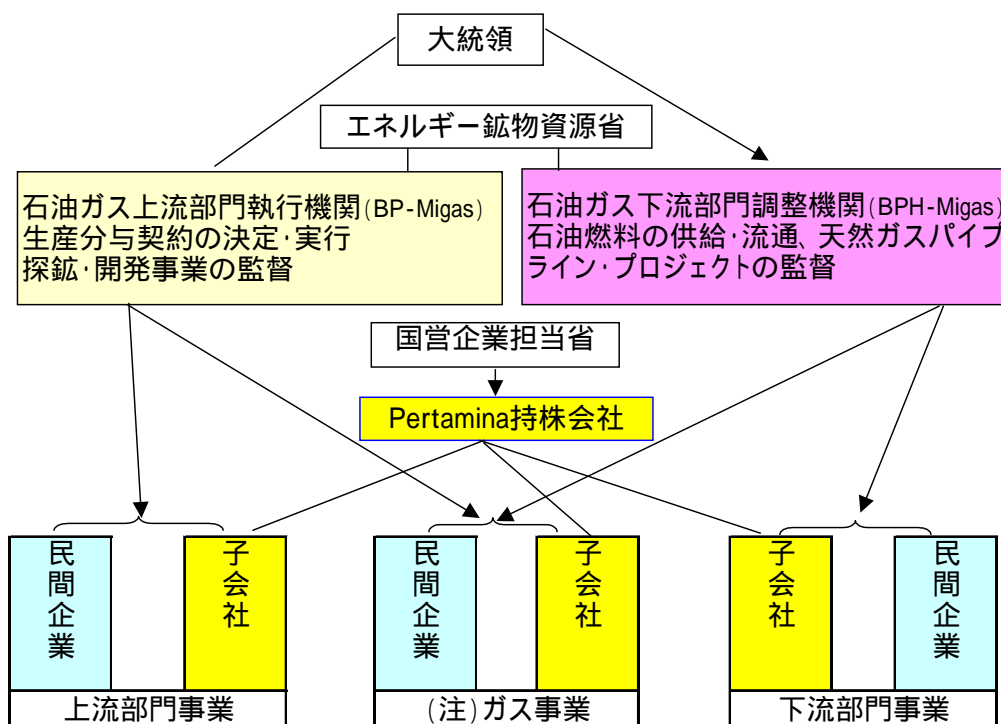 大統領
エネルギー鉱物資源省
石油ガス上流部門執行機関(BP-Migas)
生産分与契約の決定・実行
探鉱・開発事業の監督
石油ガス下流部門調整機関(BPH-Migas)
石油燃料の供給・流通、天然ガスパイプ
ライン・プロジェクトの監督
国営企業担当省
Pertamina持株会社
民間企業
子会社
民間企業
子会社
子会社
民間企業
上流部門事業
(注)ガス事業
下流部門事業